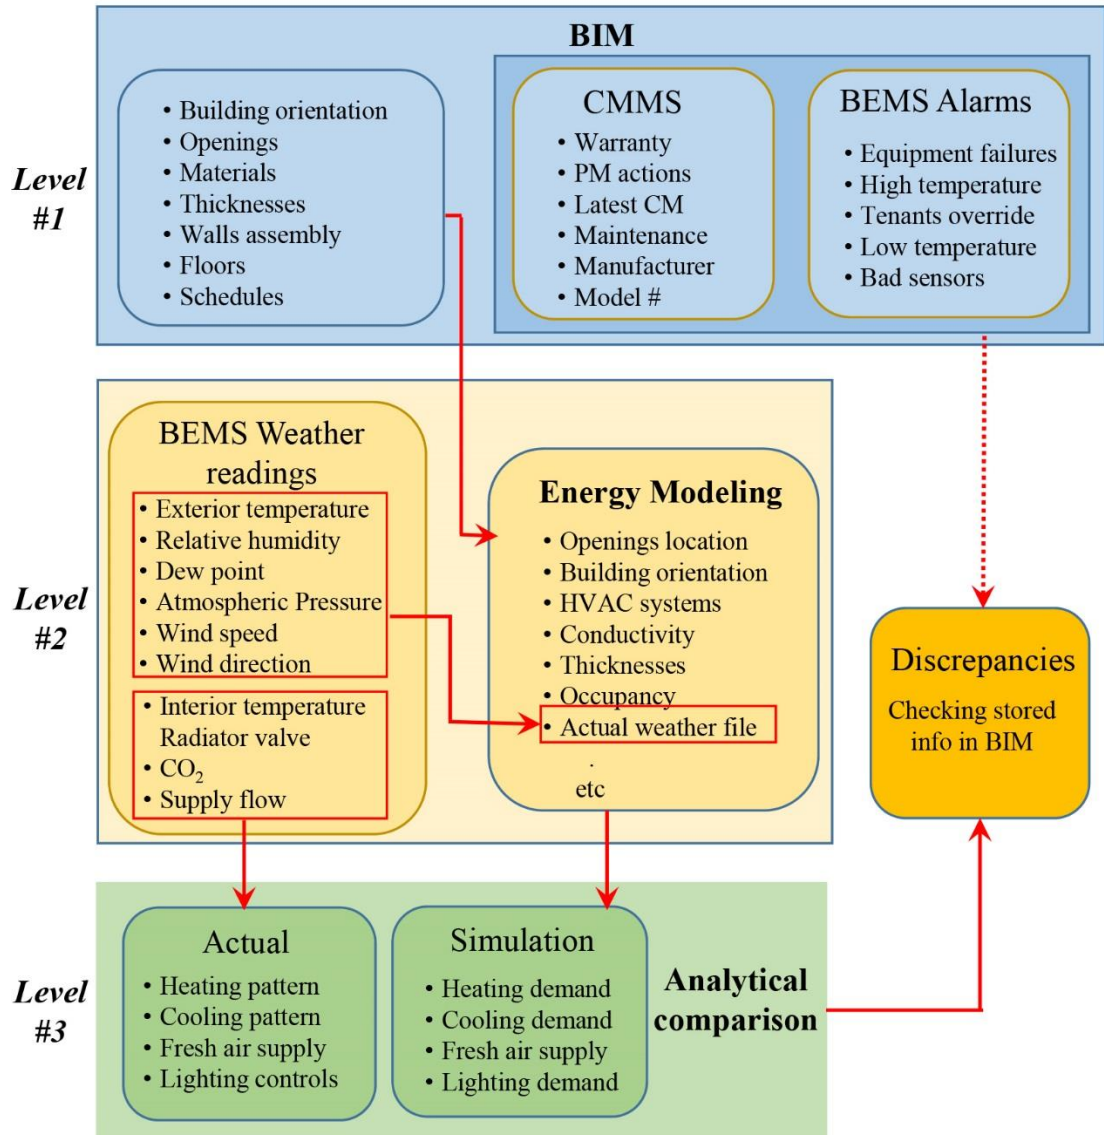 BIM
Level
#1
• Building orientation
• Openings
• Materials
• Thicknesses
• Walls assembly
• Floors
• Schedules
CMMS
• Warranty
• PM actions
• Latest CM
• Maintenance
• Manufacturer
• Model #
BEMS Alarms
• Equipment failures
• High temperature
• Tenants override
• Low temperature
• Bad sensors
Level
#2
BEMS Weather
readings
• Exterior temperature
• Relative humidity
• Dew point
• Atmospheric Pressure
• Wind speed
• Wind direction
• Interior temperature
Radiator valve
• CO₂
• Supply flow
Energy Modeling
• Openings location
• Building orientation
• HVAC systems
• Conductivity
• Thicknesses
• Occupancy
• Actual weather file
.
etc
Discrepancies
Checking stored
info in BIM
Level
#3
Actual
• Heating pattern
• Cooling pattern
• Fresh air supply
• Lighting controls
Simulation
• Heating demand
• Cooling demand
• Fresh air supply
• Lighting demand
Analytical
comparison